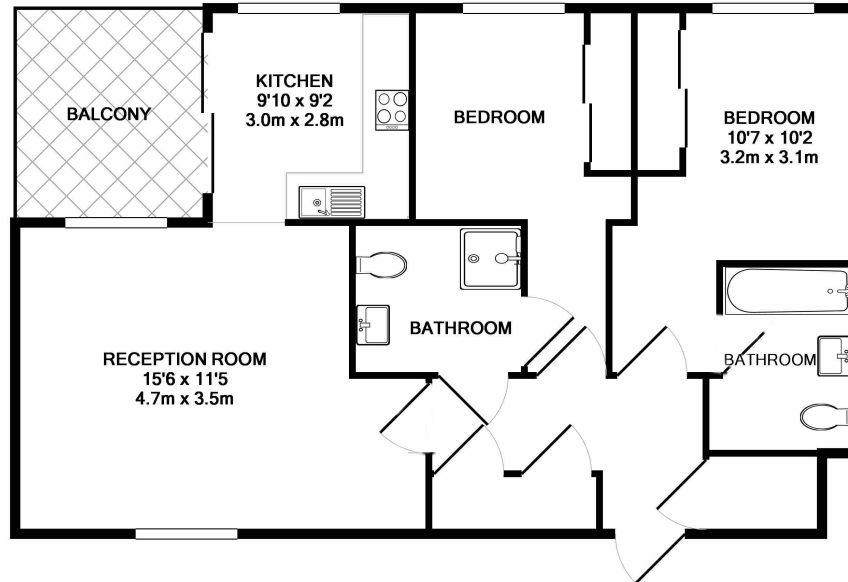 BALCONY
KITCHEN
9'10 x 9'2
3.0m x 2.8m
BEDROOM
BEDROOM
10'7 x 10'2
3.2m x 3.1m
BATHROOM
RECEPTION ROOM
15'6 x 11'5
4.7m x 3.5m
BATHROOM